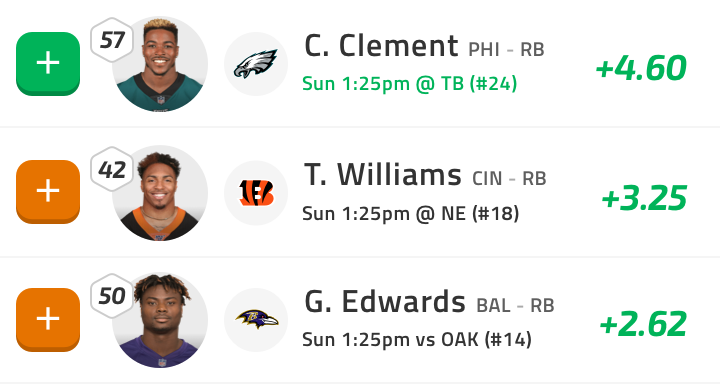 57
C. Clement PHI - RB
Sun 1:25pm @ TB (#24)
+4.60
42
T. Williams CIN - RB
Sun 1:25pm @ NE (#18)
+3.25
50
G. Edwards BAL - RB
Sun 1:25pm vs OAK (#14)
+2.62